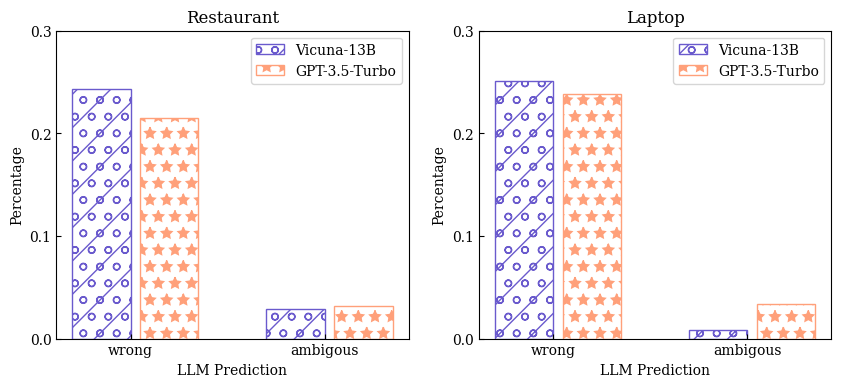 Restaurant
Vicuna-13B
GPT-3.5-Turbo
0.3
0.2
0.1
0.0
Percentage
wrong
ambigous
LLM Prediction
Laptop
Vicuna-13B
GPT-3.5-Turbo
0.3
0.2
0.1
0.0
Percentage
wrong
ambigous
LLM Prediction